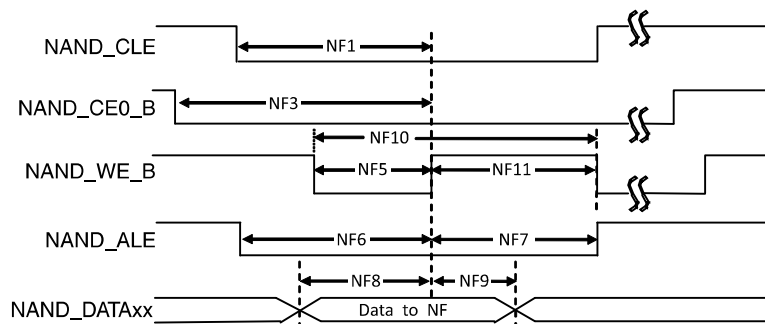 NAND_CLE
NF1
NAND_CE0_B
NF3
NF10
NAND_WE_B
NF5
NF11
NAND_ALE
NF6
NF7
NF8
NF9
NAND_DATAxx
Data to NF